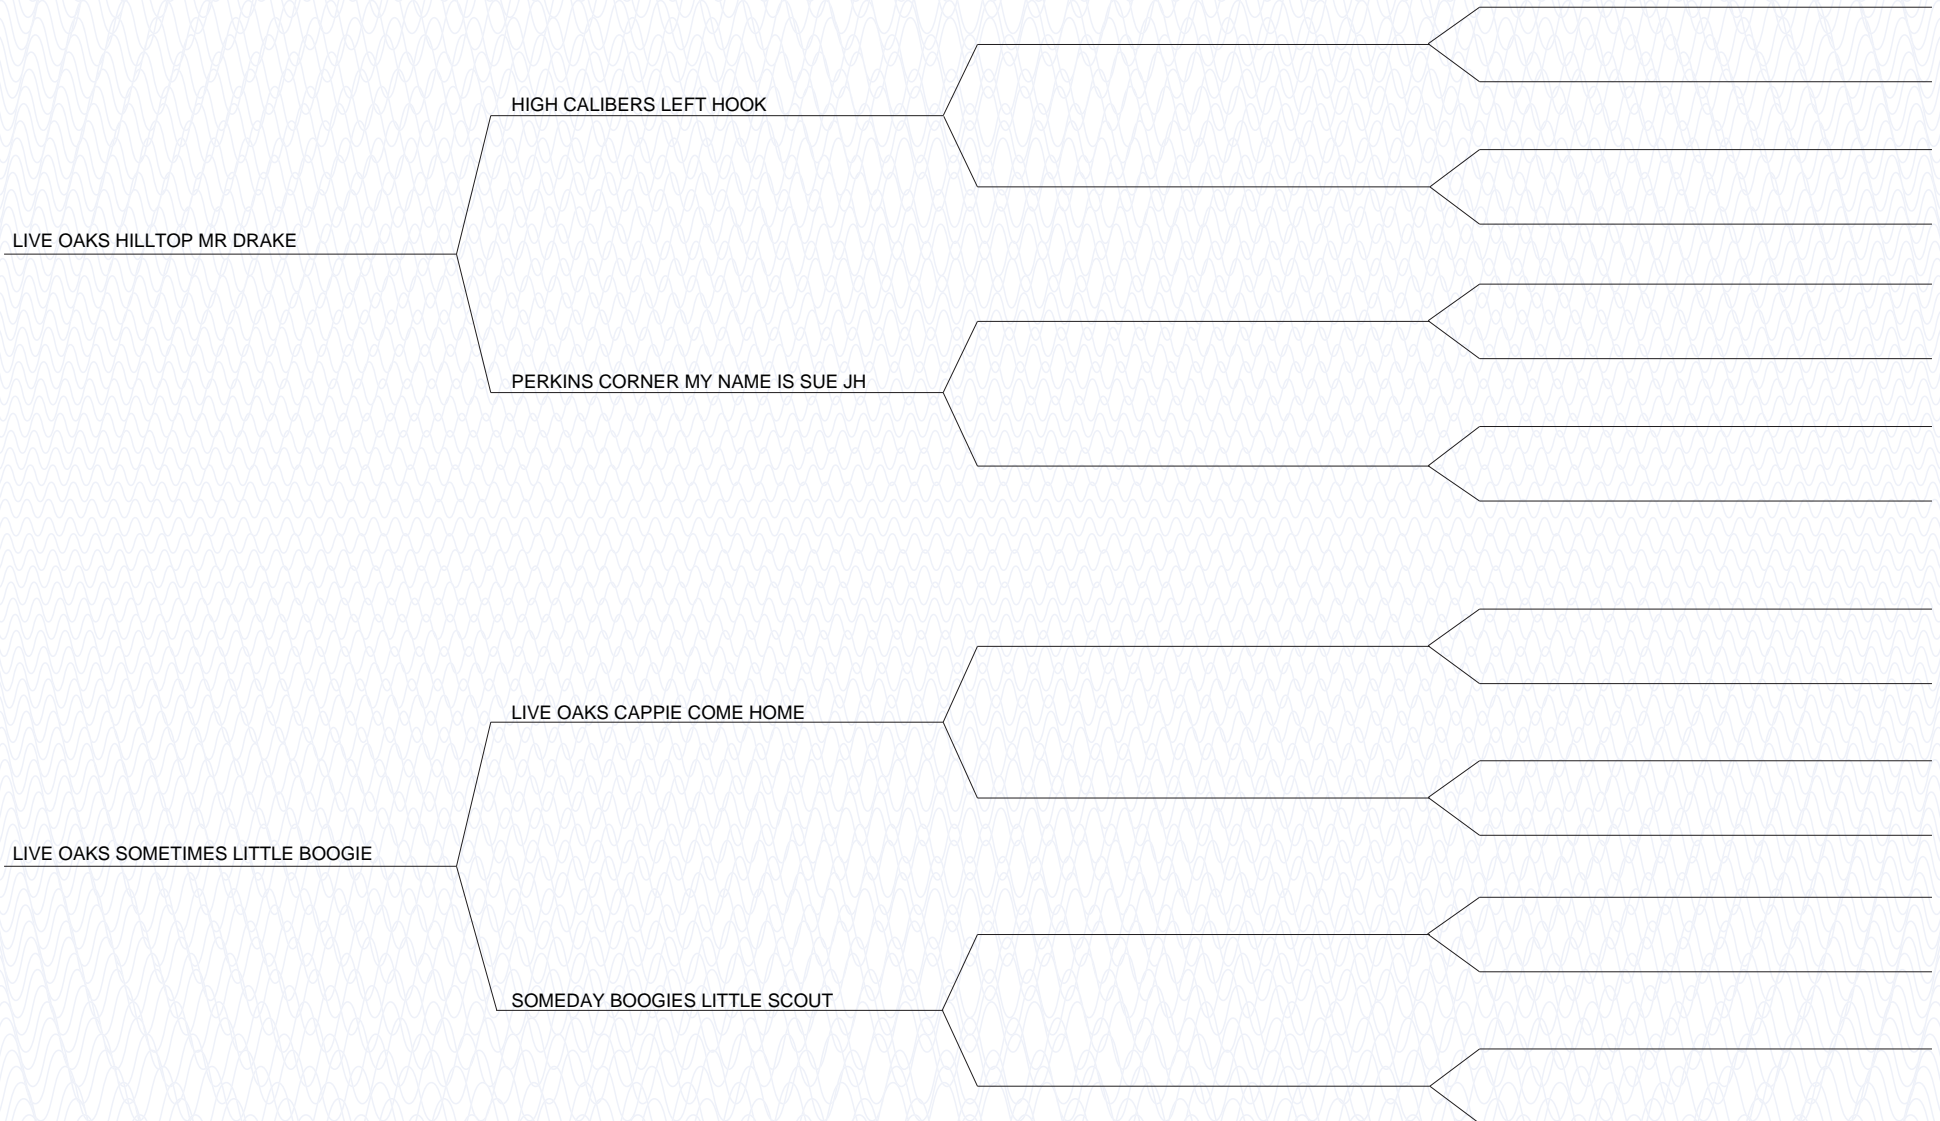 HIGH CALIBERS LEFT HOOK
LIVE OAKS HILLTOP MR DRAKE
PERKINS CORNER MY NAME IS SUE JH
LIVE OAKS CAPPIE COME HOME
LIVE OAKS SOMETIMES LITTLE BOOGIE
SOMEDAY BOOGIES LITTLE SCOUT